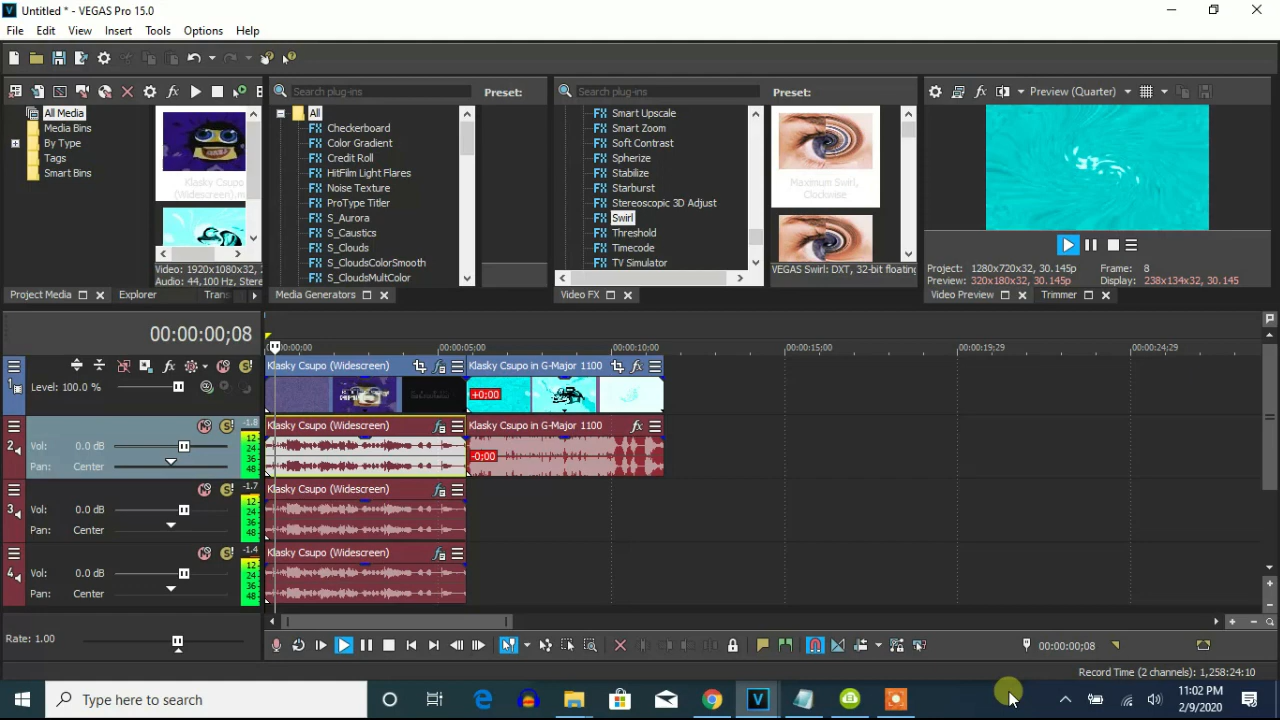 Untitled * - VEGAS Pro 15.0
File Edit View Insert Tools Options Help
Search plug-ins
Preset:
Search plug-ins
Preset:
Preview (Quarter)
All Media
Media Bins
By Type
Tags
Smart Bins
Klasky Csupo
(Widescreen).m
Video: 1920x1080x32,
Audio: 44,100 Hz, Stere
Project Media
Explorer
All
Checkerboard
Color Gradient
Credit Roll
HitFilm Light Flares
Noise Texture
ProType Titler
S_Aurora
S_Caustics
S_Clouds
S_CloudsColorSmooth
S_CloudsMultColor
Media Generators
Smart Upscale
Smart Zoom
Soft Contrast
Spherize
Stabilize
Starburst
Stereoscopic 3D Adjust
Swirl
Threshold
Timecode
TV Simulator
Video FX
Maximum Swirl,
Clockwise
VEGAS Swirl: DXT, 32-bit floating
Project: 1280x720x32, 30.145p
Frame: 8
Preview: 320x180x32, 30.145p
Display: 238x134x32, 30.145
Video Preview
Trimmer
00:00:00;08
00:00:05;00
00:00:10;00
00:00:15;00
00:00:19;29
00:00:24;29
1
Level: 100.0 %
Klasky Csupo (Widescreen)
Klasky Csupo in G-Major 1100
+0;00
2
Vol: 0.0 dB
Pan: Center
-1.8
12
24
36
48
Klasky Csupo (Widescreen)
Klasky Csupo in G-Major 1100
-0;00
3
Vol: 0.0 dB
Pan: Center
-1.7
12
24
36
48
Klasky Csupo (Widescreen)
4
Vol: 0.0 dB
Pan: Center
-1.4
12
24
36
48
Klasky Csupo (Widescreen)
Rate: 1.00
00:00:00;08
Record Time (2 channels): 1,258:24:10
Type here to search
11:02 PM
2/9/2020